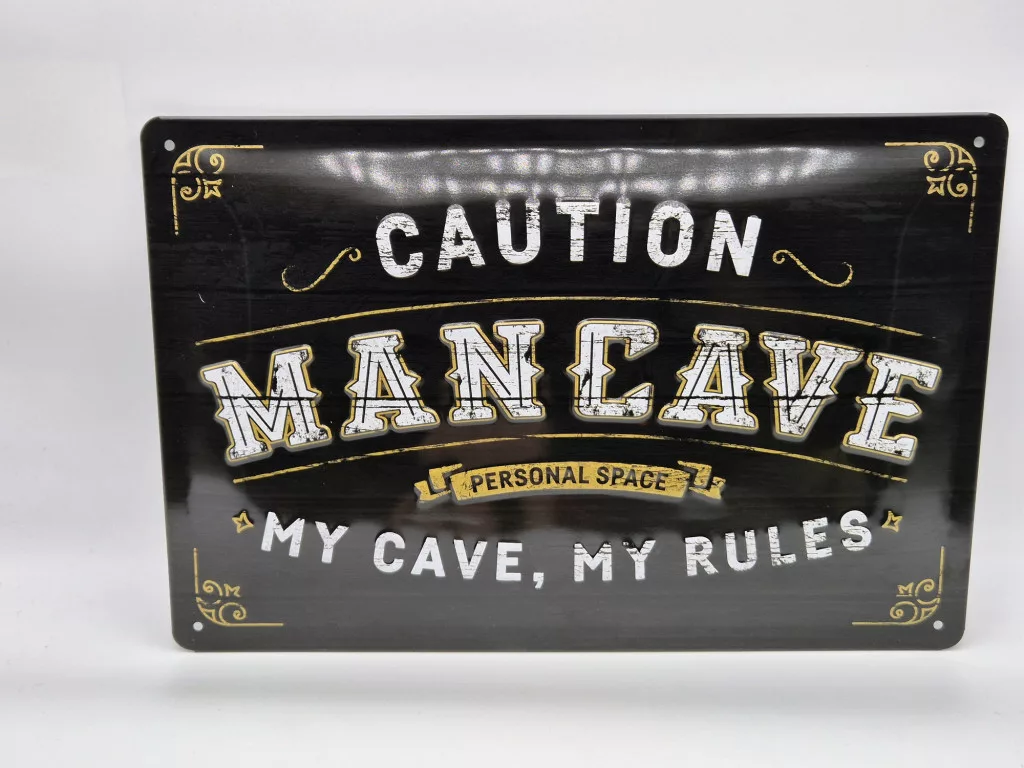 CAUTION
MANCAVE
PERSONAL SPACE
MY CAVE, MY RULES